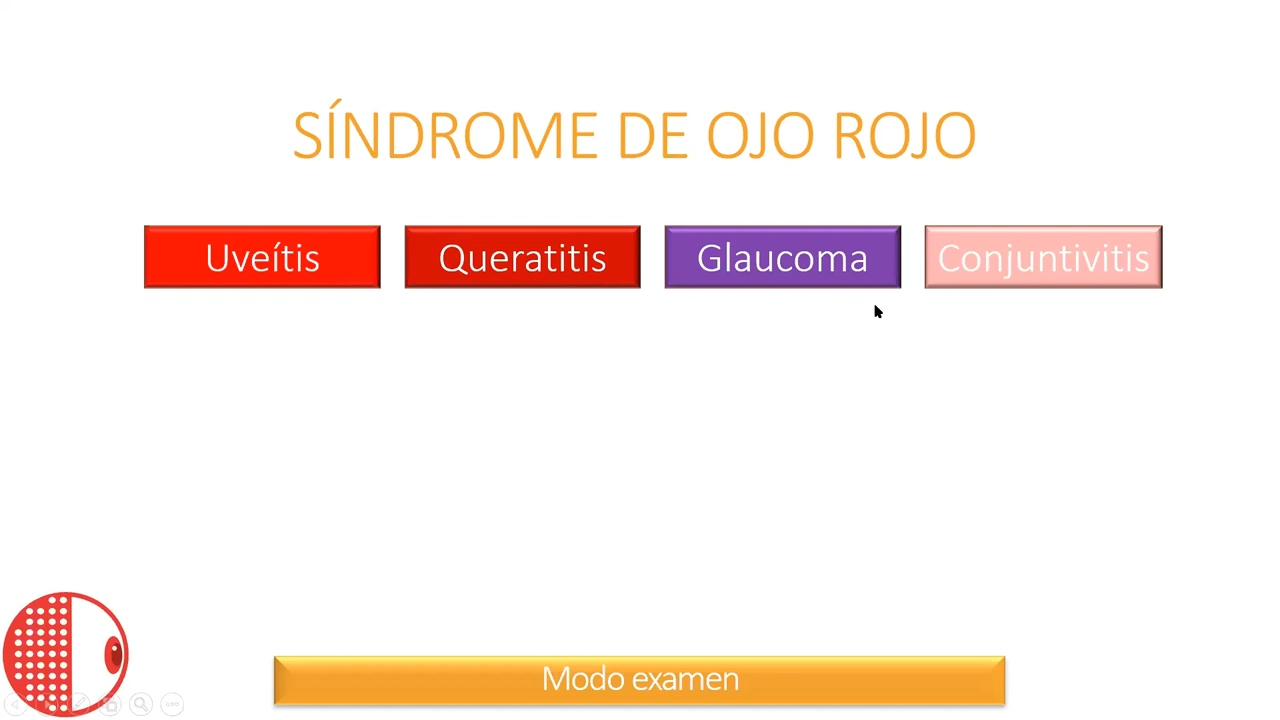 SÍNDROME DE OJO ROJO
Uveítis
Queratitis
Glaucoma
Conjuntivitis
Modo examen